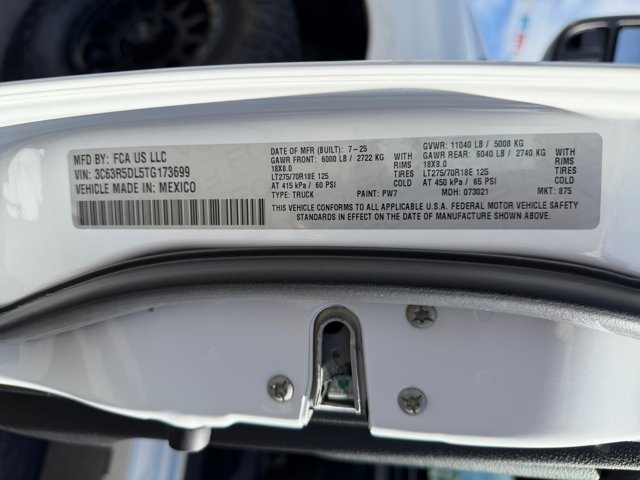 MFD BY: FCA US LLC
VIN: 3C63R5DL5TG173699
VEHICLE MADE IN: MEXICO
DATE OF MFR (BUILT): 7-25
GAWR FRONT: 6000 LB / 2722 KG
18X8.0 RIMS
LT275/70R18E 125 TIRES
AT 415 kPa / 60 PSI COLD
TYPE: TRUCK PAINT: PW7
GVWR: 11040 LB / 5008 KG
GAWR REAR: 6040 LB / 2740 KG
18X8.0 RIMS
LT275/70R18E 125 TIRES
AT 450 kPa / 65 PSI COLD
MDH: 073021 MKT: 875
THIS VEHICLE CONFORMS TO ALL APPLICABLE U.S.A. FEDERAL MOTOR VEHICLE SAFETY
STANDARDS IN EFFECT ON THE DATE OF MANUFACTURE SHOWN ABOVE.